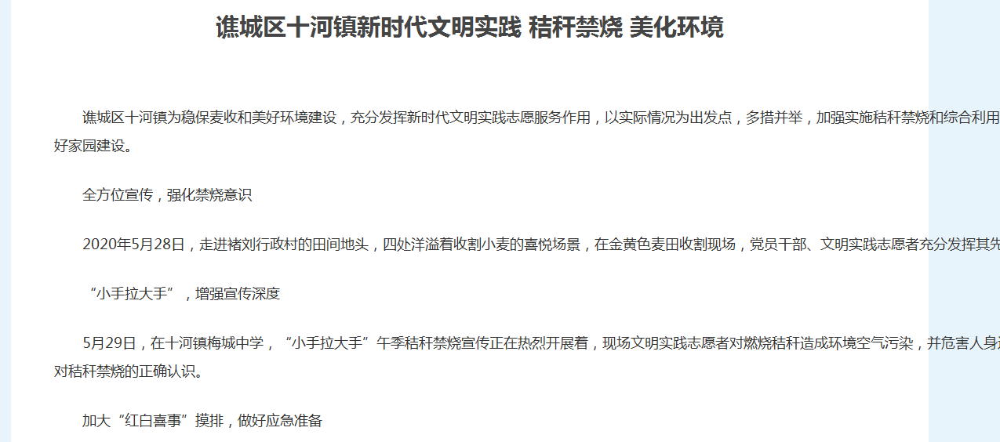 谯城区十河镇新时代文明实践 秸秆禁烧 美化环境
谯城区十河镇为稳保麦收和美好环境建设，充分发挥新时代文明实践志愿服务作用，以实际情况为出发点，多措并举，加强实施秸秆禁烧和综合利用
好家园建设。
全方位宣传，强化禁烧意识
2020年5月28日，走进褚刘行政村的田间地头，四处洋溢着收割小麦的喜悦场景，在金黄色麦田收割现场，党员干部、文明实践志愿者充分发挥其先
“小手拉大手”，增强宣传深度
5月29日，在十河镇梅城中学，“小手拉大手”午季秸秆禁烧宣传正在热烈开展着，现场文明实践志愿者对燃烧秸秆造成环境空气污染，并危害人身
对秸秆禁烧的正确认识。
加大“红白喜事”摸排，做好应急准备